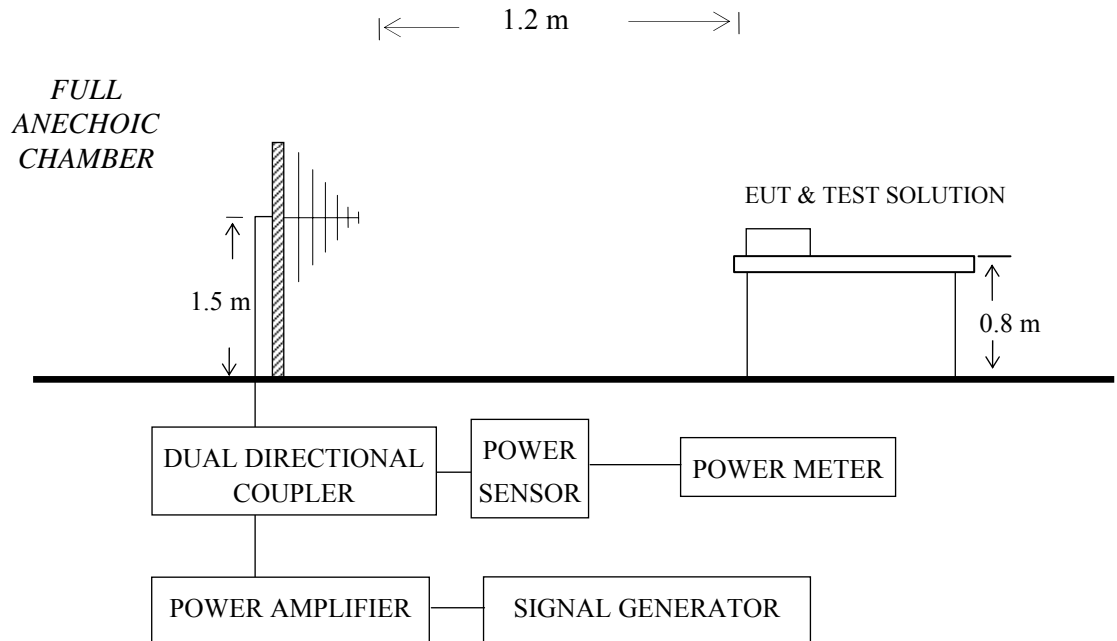 1.2 m
FULL
ANECHOIC
CHAMBER
EUT & TEST SOLUTION
1.5 m
0.8 m
DUAL DIRECTIONAL
COUPLER
POWER
SENSOR
POWER METER
POWER AMPLIFIER
SIGNAL GENERATOR